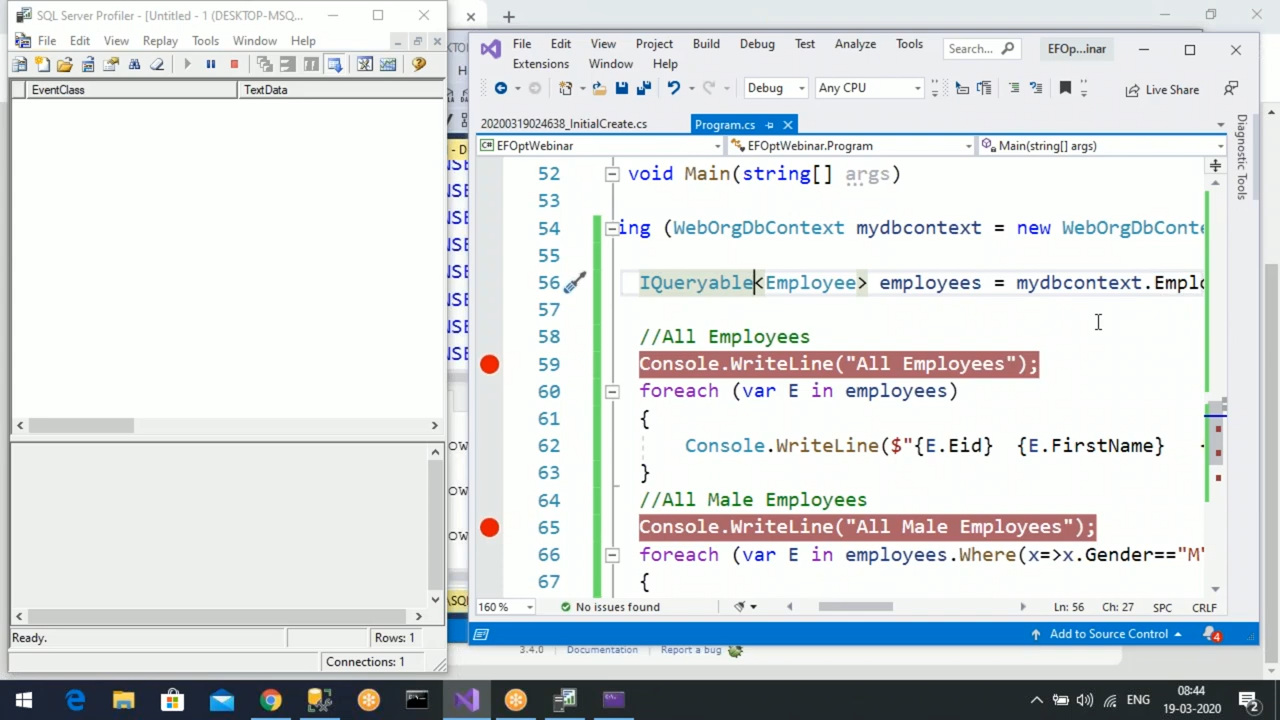 SQL Server Profiler - [Untitled - 1 (DESKTOP-MSQ...
File Edit View Replay Tools Window Help
EventClass TextData
Ready. Rows: 1
Connections: 1
File Edit View Project Build Debug Test Analyze Tools
Search...
EFOp...inar
Extensions Window Help
Debug Any CPU Live Share
20200319024638_InitialCreate.cs Program.cs
EFOptWebinar EFOptWebinar.Program Main(string[] args)
Diagnostic Tools
52 void Main(string[] args)
53
54 ing (WebOrgDbContext mydbcontext = new WebOrgDbConte
55
56 IQueryable<Employee> employees = mydbcontext.Emplo
57
58 //All Employees
59 Console.WriteLine("All Employees");
60 foreach (var E in employees)
61 {
62 Console.WriteLine($"{E.Eid} {E.FirstName}
63 }
64 //All Male Employees
65 Console.WriteLine("All Male Employees");
66 foreach (var E in employees.Where(x=>x.Gender=="M"
67 {
160 % No issues found Ln: 56 Ch: 27 SPC CRLF
Add to Source Control 4
3.4.0 Documentation Report a bug
ENG
08:44
19-03-2020
2